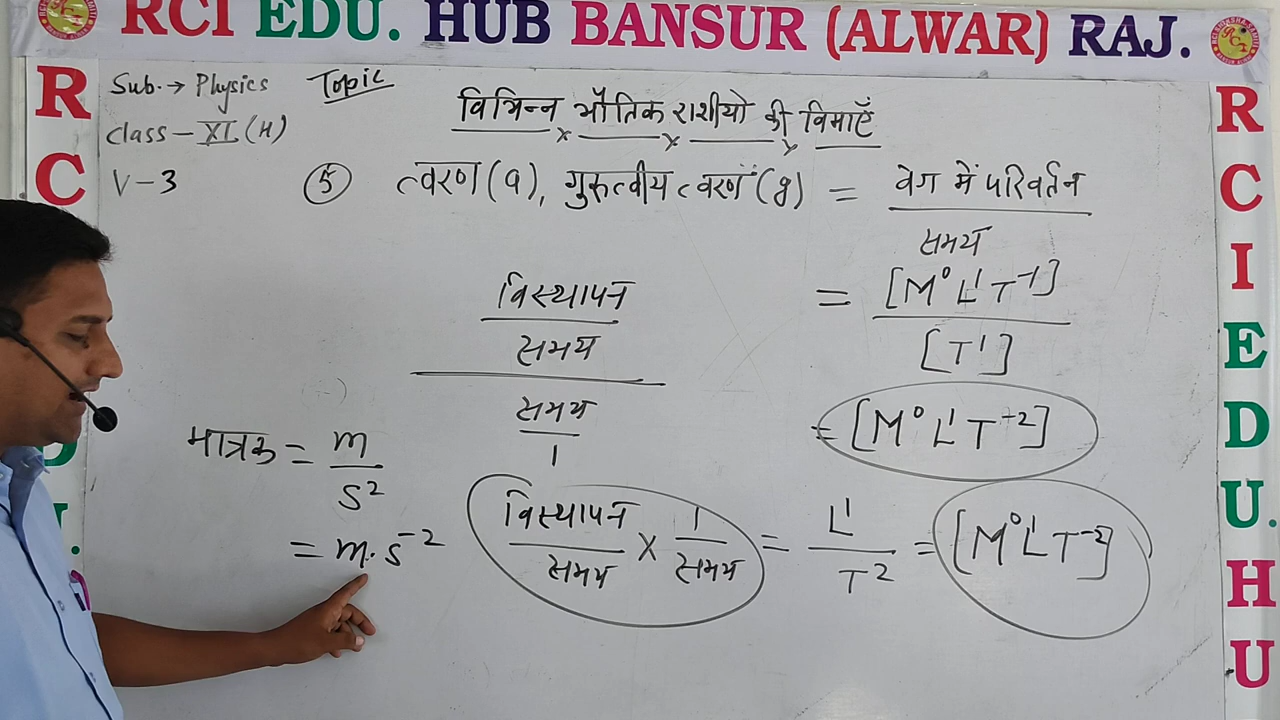 RCI EDU. HUB BANSUR (ALWAR) RAJ.
R
C
D
U.
R
C
I
E
D
U.
H
U
Sub.→ Physics Topic
Class – XI (H)
V-3
विभिन्न भौतिक राशीयो की विमाएँ
⑤ त्वरण (a), गुरुत्वीय त्वरण (g) = वेग में परिवर्तन / समय
= [M⁰L¹T⁻¹] / [T¹]
= [M⁰L¹T⁻²]
विस्थापन
समय
समय
1
मात्रक = m / S²
= m.s⁻²
विस्थापन / समय × 1 / समय = L¹ / T² = [M⁰L¹T⁻²]